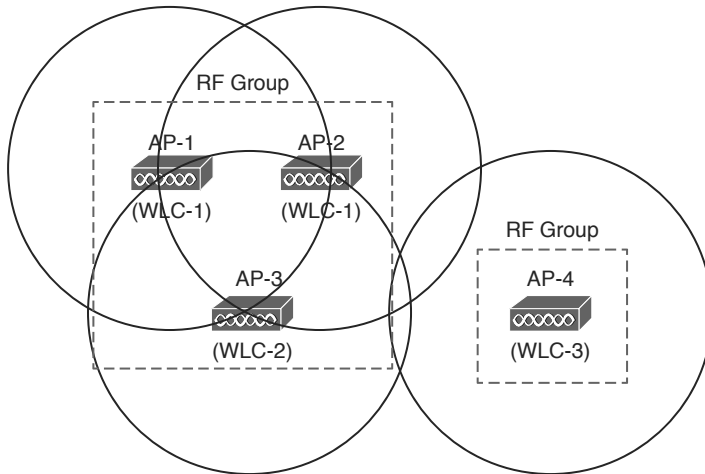 RF Group
AP-1
AP-2
(WLC-1)
(WLC-1)
AP-3
(WLC-2)
RF Group
AP-4
(WLC-3)